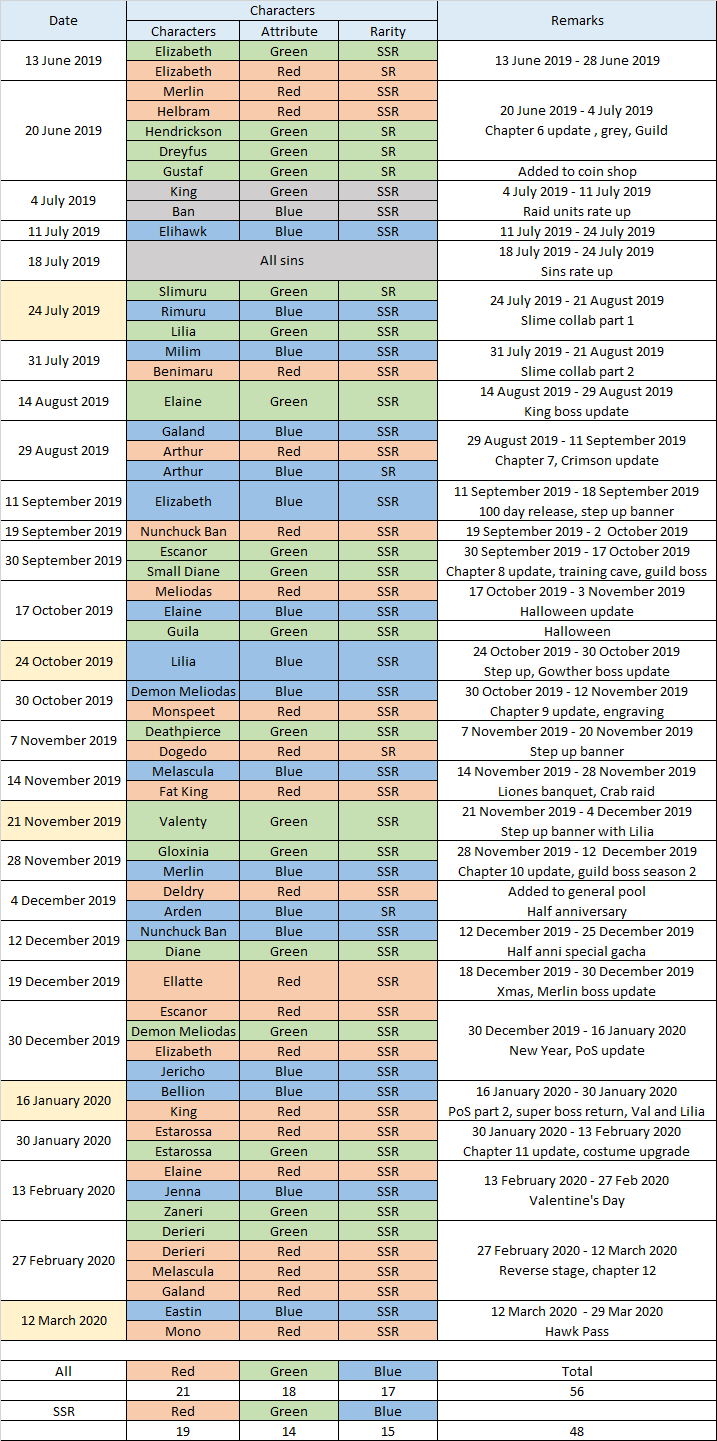 Date Characters Remarks
Characters Attribute Rarity
13 June 2019 Elizabeth Green SSR 13 June 2019 - 28 June 2019
Elizabeth Red SR
20 June 2019 Merlin Red SSR 20 June 2019 - 4 July 2019
Helbram Red SSR Chapter 6 update , grey, Guild
Hendrickson Green SR
Dreyfus Green SR
Gustaf Green SR Added to coin shop
4 July 2019 King Green SSR 4 July 2019 - 11 July 2019
Ban Blue SSR Raid units rate up
11 July 2019 Elihawk Blue SSR 11 July 2019 - 24 July 2019
18 July 2019 All sins 18 July 2019 - 24 July 2019
Sins rate up
24 July 2019 Slimuru Green SR 24 July 2019 - 21 August 2019
Rimuru Blue SSR Slime collab part 1
Lilia Green SSR
31 July 2019 Milim Blue SSR 31 July 2019 - 21 August 2019
Benimaru Red SSR Slime collab part 2
14 August 2019 Elaine Green SSR 14 August 2019 - 29 August 2019
King boss update
29 August 2019 Galand Blue SSR 29 August 2019 - 11 September 2019
Arthur Red SSR Chapter 7, Crimson update
Arthur Blue SR
11 September 2019 Elizabeth Blue SSR 11 September 2019 - 18 September 2019
100 day release, step up banner
19 September 2019 Nunchuck Ban Red SSR 19 September 2019 - 2 October 2019
30 September 2019 Escanor Green SSR 30 September 2019 - 17 October 2019
Small Diane Green SSR Chapter 8 update, training cave, guild boss
17 October 2019 Meliodas Red SSR 17 October 2019 - 3 November 2019
Elaine Blue SSR Halloween update
Guila Green SSR Halloween
24 October 2019 Lilia Blue SSR 24 October 2019 - 30 October 2019
Step up, Gowther boss update
30 October 2019 Demon Meliodas Blue SSR 30 October 2019 - 12 November 2019
Monspeet Red SSR Chapter 9 update, engraving
7 November 2019 Deathpierce Green SSR 7 November 2019 - 20 November 2019
Dogedo Red SR Step up banner
14 November 2019 Melascula Blue SSR 14 November 2019 - 28 November 2019
Fat King Red SSR Liones banquet, Crab raid
21 November 2019 Valenty Green SSR 21 November 2019 - 4 December 2019
Step up banner with Lilia
28 November 2019 Gloxinia Green SSR 28 November 2019 - 12 December 2019
Merlin Blue SSR Chapter 10 update, guild boss season 2
4 December 2019 Deldry Red SSR Added to general pool
Arden Blue SR Half anniversary
12 December 2019 Nunchuck Ban Blue SSR 12 December 2019 - 25 December 2019
Diane Green SSR Half anni special gacha
19 December 2019 Ellatte Red SSR 18 December 2019 - 30 December 2019
Xmas, Merlin boss update
30 December 2019 Escanor Red SSR 30 December 2019 - 16 January 2020
Demon Meliodas Green SSR New Year, PoS update
Elizabeth Red SSR
Jericho Blue SSR
16 January 2020 Bellion Blue SSR 16 January 2020 - 30 January 2020
King Red SSR PoS part 2, super boss return, Val and Lilia
30 January 2020 Estarossa Red SSR 30 January 2020 - 13 February 2020
Estarossa Green SSR Chapter 11 update, costume upgrade
13 February 2020 Elaine Red SSR 13 February 2020 - 27 Feb 2020
Jenna Blue SSR Valentine's Day
Zaneri Green SSR
27 February 2020 Derieri Green SSR 27 February 2020 - 12 March 2020
Derieri Red SSR Reverse stage, chapter 12
Melascula Red SSR
Galand Red SSR
12 March 2020 Eastin Blue SSR 12 March 2020 - 29 Mar 2020
Mono Red SSR Hawk Pass
All Red Green Blue Total
21 18 17 56
SSR Red Green Blue
19 14 15 48